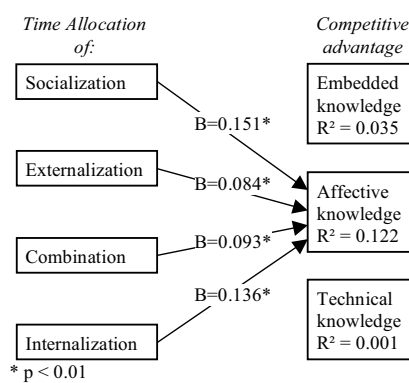 Time Allocation
of:
Competitive
advantage
Socialization
Embedded
knowledge
R² = 0.035
B=0.151*
Externalization
B=0.084*
Affective
knowledge
R² = 0.122
B=0.093*
Combination
B=0.136*
Technical
knowledge
R² = 0.001
Internalization
* p < 0.01